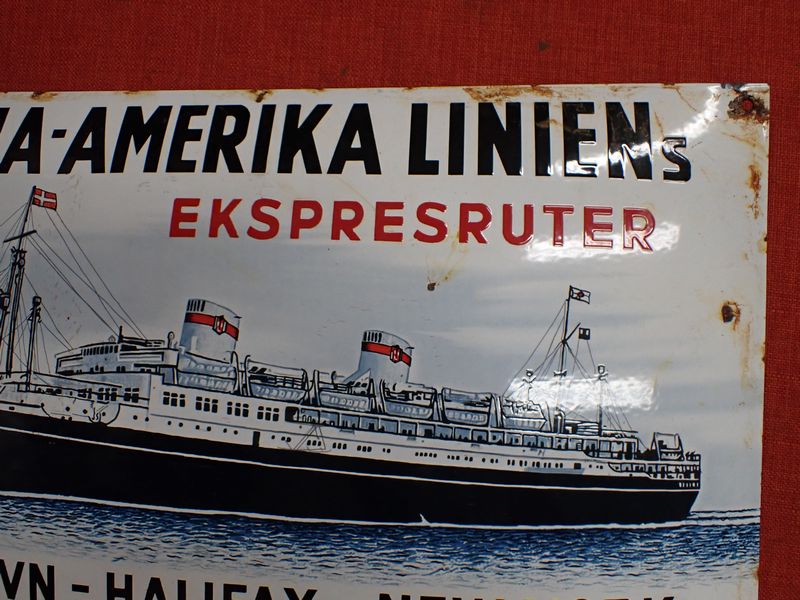 A-AMERIKA LINIENs
EKSPRESRUTER
VN - HALIFAX -